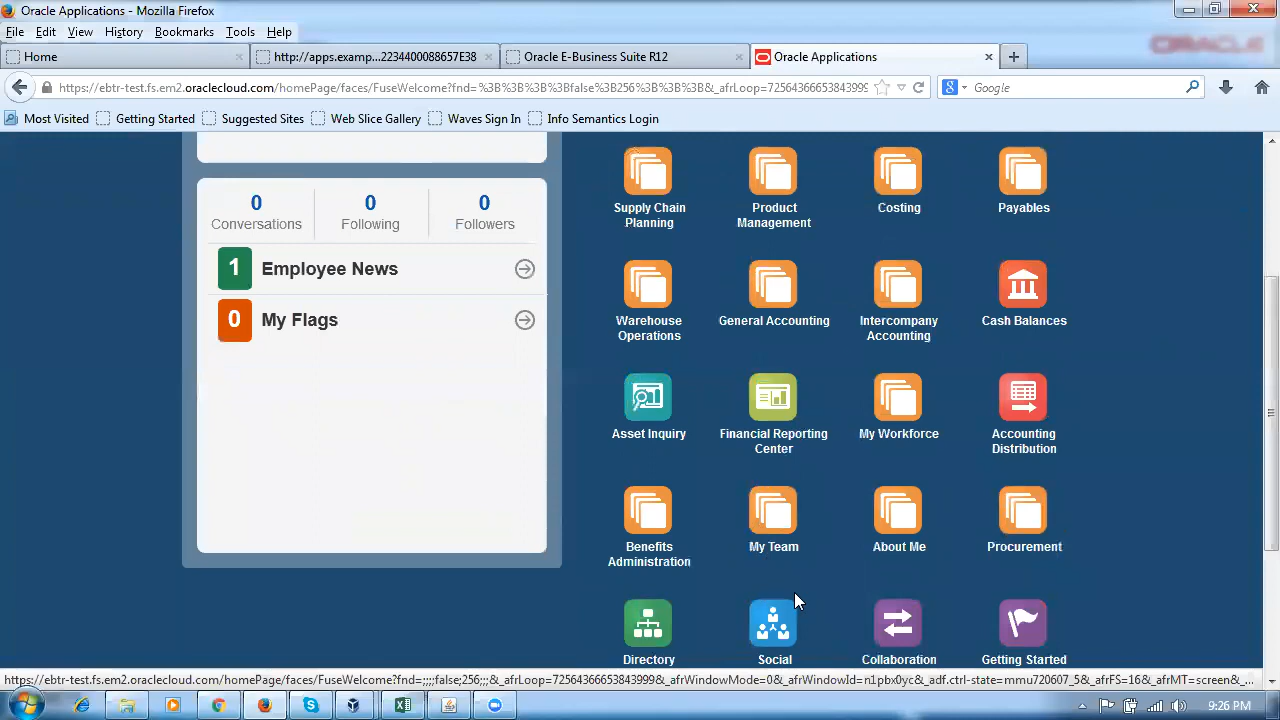 Oracle Applications - Mozilla Firefox
File Edit View History Bookmarks Tools Help
Home
http://apps.examp...2234400088657E38
Oracle E-Business Suite R12
Oracle Applications
ORACLE
https://ebtr-test.fs.em2.oraclecloud.com/homePage/faces/FuseWelcome?fnd=%3B%3B%3B%3Bfalse%3B256%3B%3B%3B&_afrLoop=72564366653843999
Google
Most Visited Getting Started Suggested Sites Web Slice Gallery Waves Sign In Info Semantics Corporation
0 Conversations
0 Following
0 Followers
1 Employee News
0 My Flags
Supply Chain Planning
Product Management
Costing
Payables
Warehouse Operations
General Accounting
Intercompany Accounting
Cash Balances
Asset Inquiry
Financial Reporting Center
My Workforce
Accounting Distribution
Benefits Administration
My Team
About Me
Procurement
Directory
Social
Collaboration
Getting Started
https://ebtr-test.fs.em2.oraclecloud.com/homePage/faces/FuseWelcome?fnd=;;;;false;256;;;&_afrLoop=72564366653843999&_afrWindowMode=0&_afrWindowId=n1pbx0yc&_adf.ctrl-state=mmu720607_5&_afrFS=16&_afrMT=screen&_...
9:26 PM